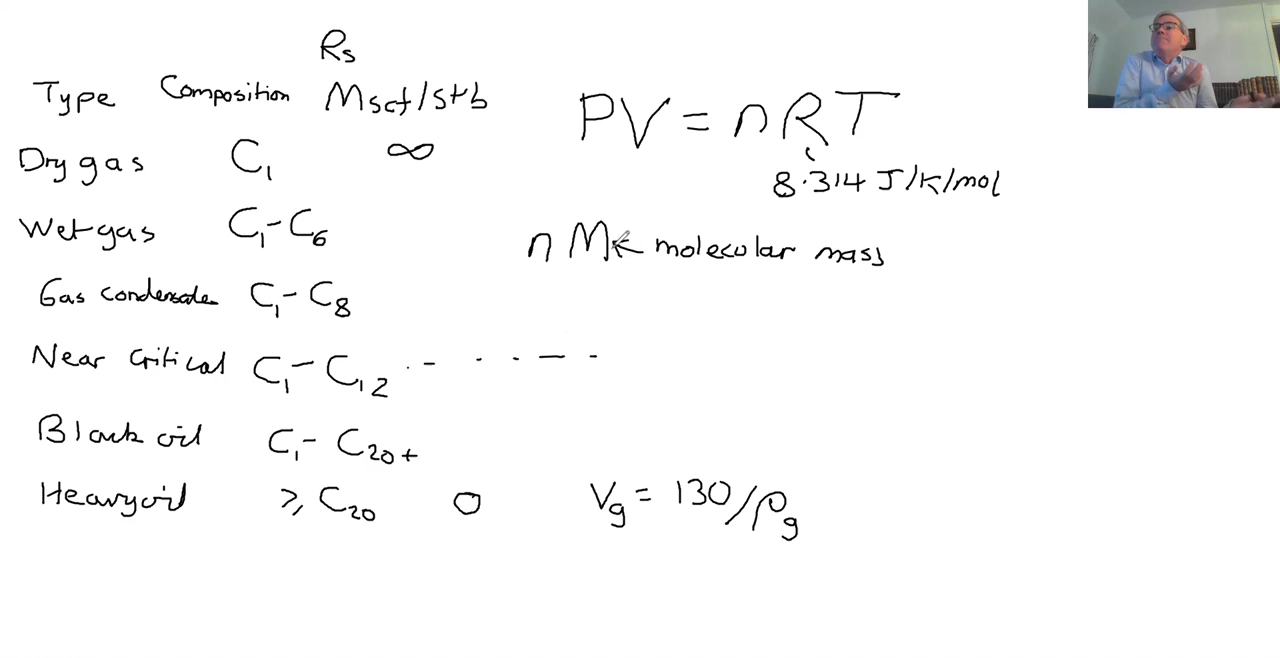 Rs
Type Composition Mscf/stb
Dry gas C₁ ∞
Wet gas C₁-C₆
Gas condensate C₁-C₈
Near critical C₁-C₁₂ . - . . - .
Black oil C₁-C₂₀₊
Heavy oil ⩾ C₂₀ 0
PV = nRT
8.314 J/K/mol
n M ← molecular mass
Vg = 130/ρg